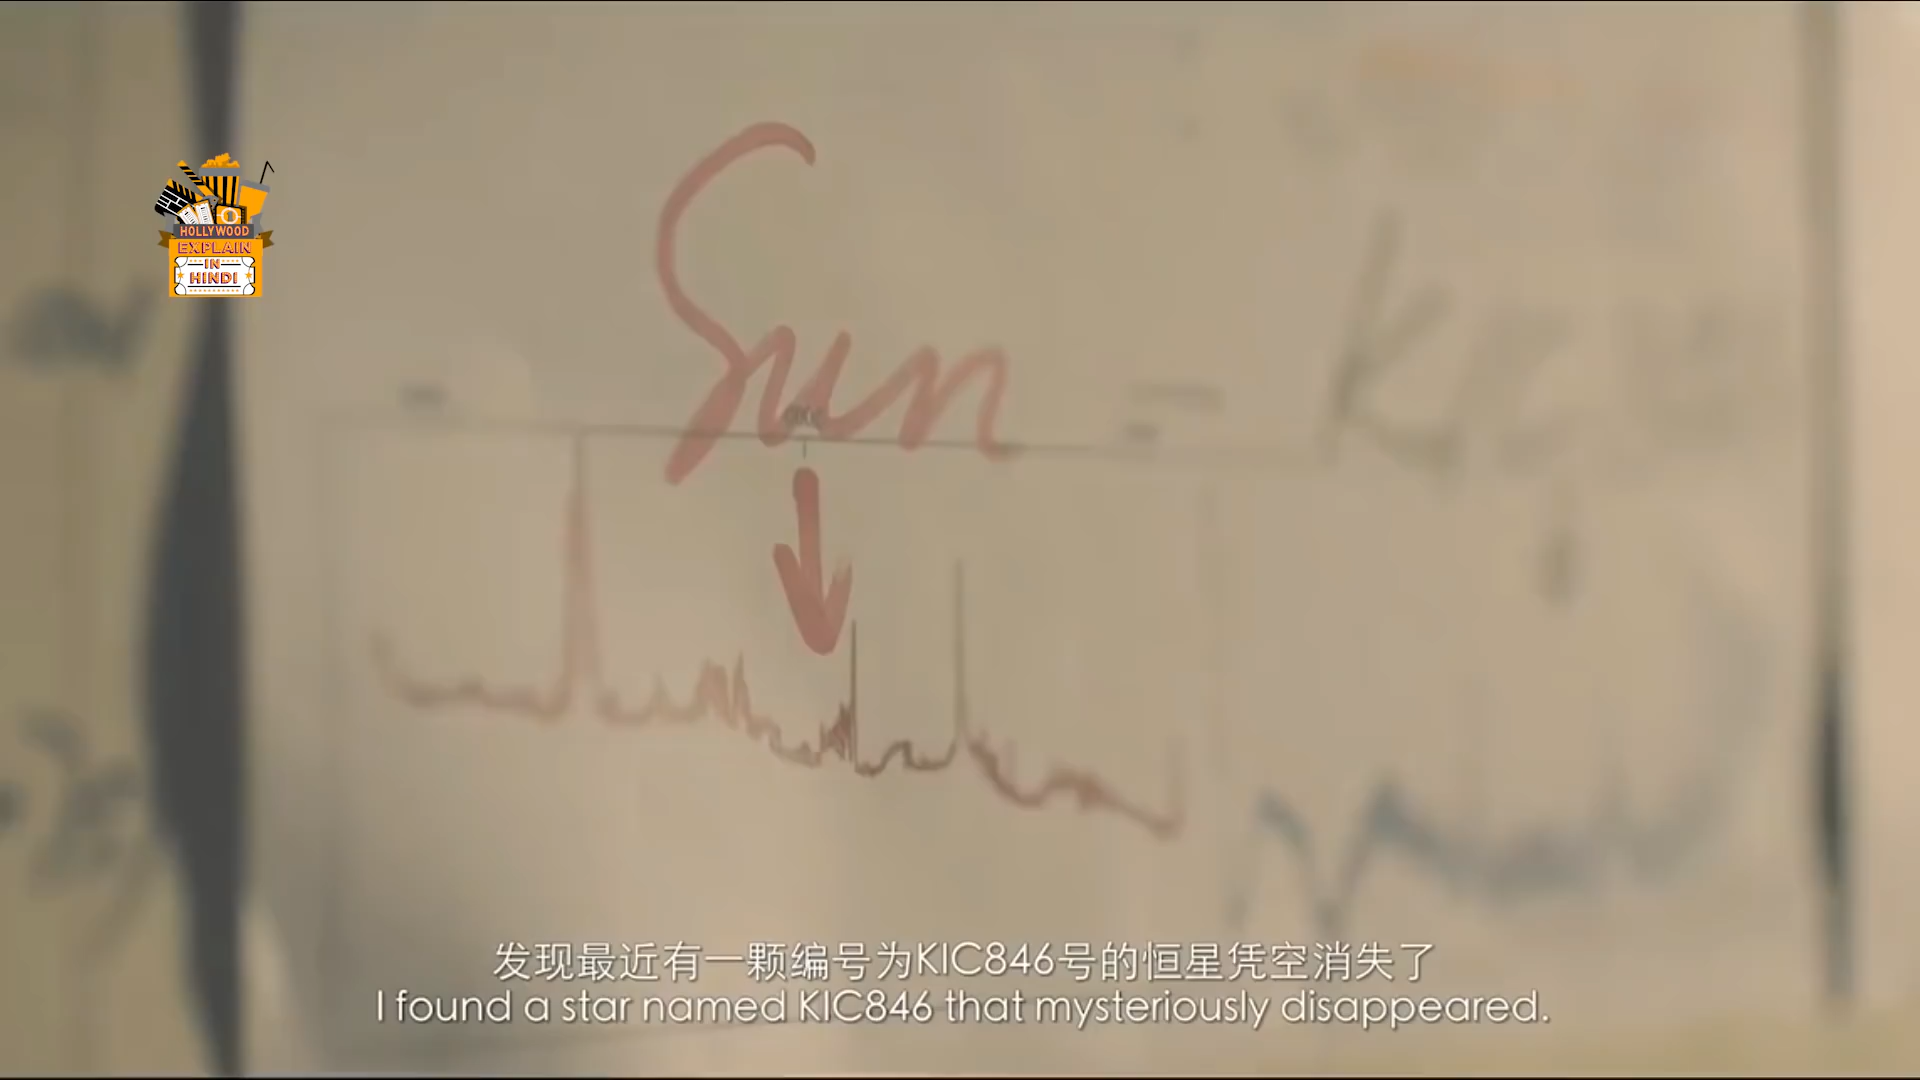 Sun
HOLLYWOOD
EXPLAIN
IN
HINDI
发现最近有一颗编号为KIC846号的恒星凭空消失了
I found a star named KIC846 that mysteriously disappeared.